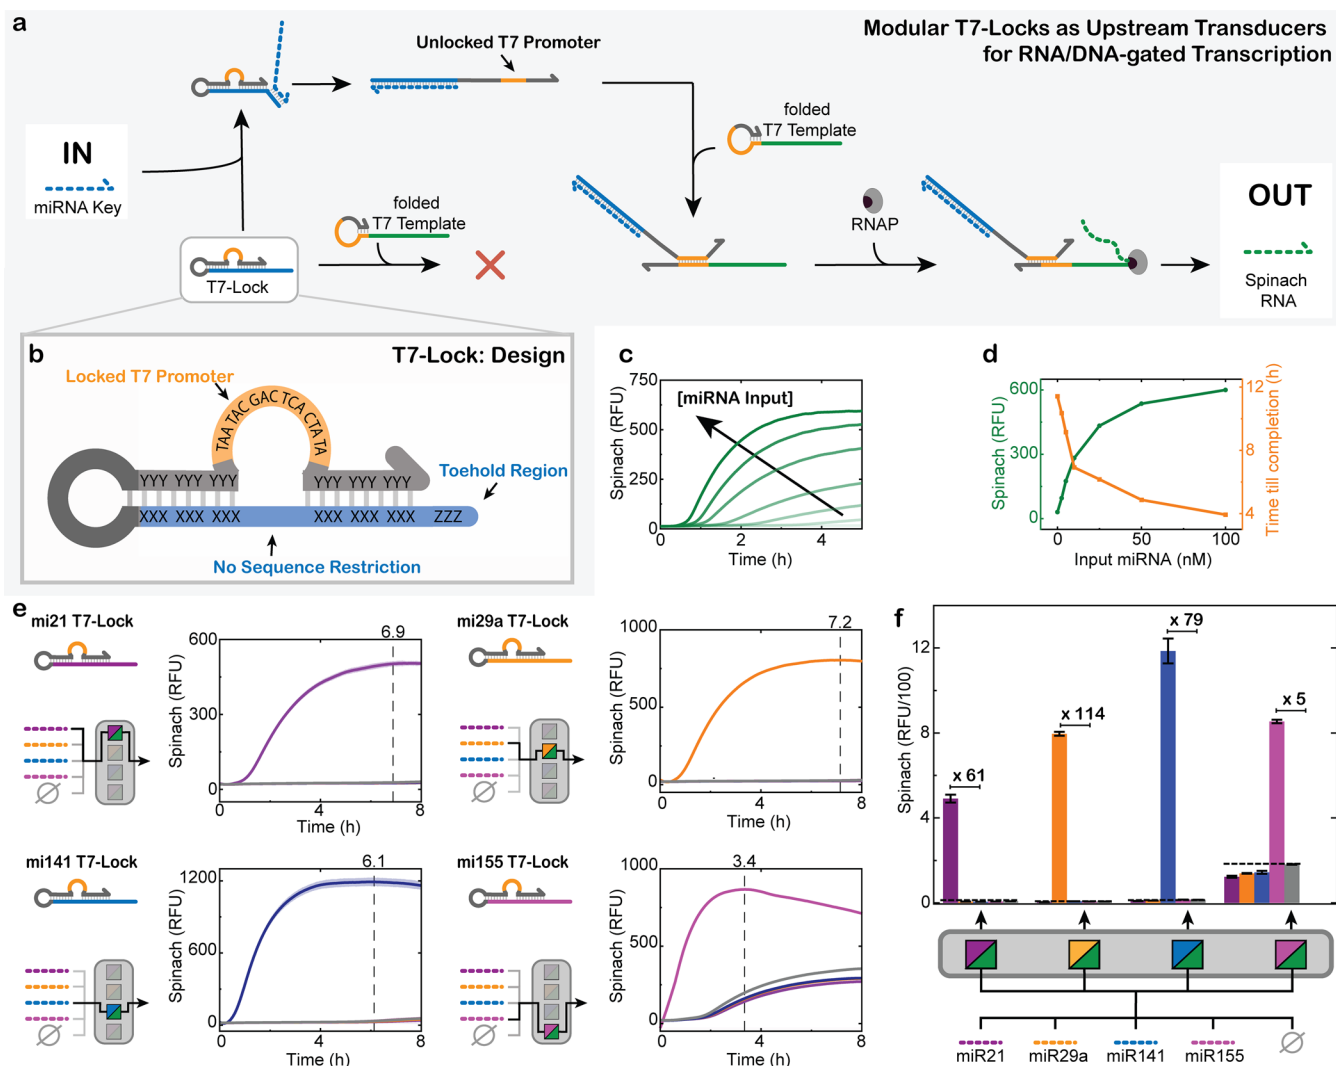 a
Modular T7-Locks as Upstream Transducers
for RNA/DNA-gated Transcription
Unlocked T7 Promoter
IN
miRNA Key
folded
T7 Template
folded
T7 Template
T7-Lock
RNAP
OUT
Spinach
RNA
b
T7-Lock: Design
Locked T7 Promoter
TAA TAC GAC TCA CTA TA
YYY YYY YYY
YYY YYY YYY
XXX XXX XXX
XXX XXX XXX
ZZZ
Toehold Region
No Sequence Restriction
c
[miRNA Input]
Spinach (RFU)
750
500
250
0
0
2
4
Time (h)
d
Spinach (RFU)
600
300
0
12
8
4
Time till completion (h)
0
50
100
Input miRNA (nM)
e
mi21 T7-Lock
6.9
Spinach (RFU)
600
300
0
0
4
8
Time (h)
mi29a T7-Lock
7.2
Spinach (RFU)
1000
500
0
0
4
8
Time (h)
mi141 T7-Lock
6.1
Spinach (RFU)
1200
600
0
0
4
8
Time (h)
mi155 T7-Lock
3.4
Spinach (RFU)
1000
500
0
0
4
8
Time (h)
f
Spinach (RFU/100)
12
8
4
0
x 61
x 114
x 79
x 5
miR21
miR29a
miR141
miR155